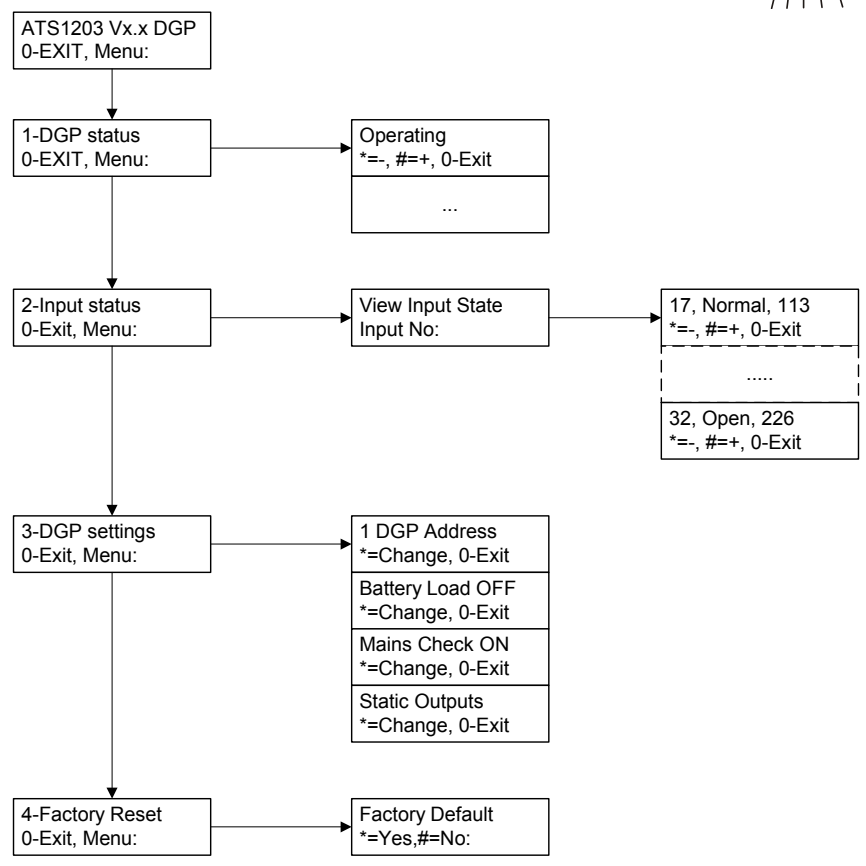 ATS1203 Vx.x DGP
0-EXIT, Menu:
1-DGP status
0-EXIT, Menu:
Operating
*=-, #=+, 0-Exit
...
2-Input status
0-Exit, Menu:
View Input State
Input No:
17, Normal, 113
*=-, #=+, 0-Exit
.....
32, Open, 226
*=-, #=+, 0-Exit
3-DGP settings
0-Exit, Menu:
1 DGP Address
*=Change, 0-Exit
Battery Load OFF
*=Change, 0-Exit
Mains Check ON
*=Change, 0-Exit
Static Outputs
*=Change, 0-Exit
4-Factory Reset
0-Exit, Menu:
Factory Default
*=Yes,#=No: